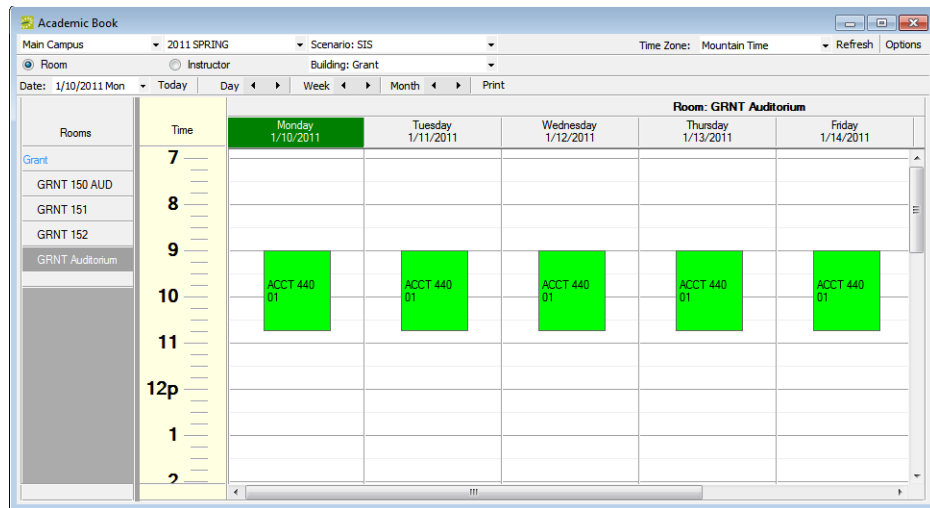 Academic Book
Main Campus 2011 SPRING Scenario: SIS Time Zone: Mountain Time Refresh Options
Room Instructor Building: Grant
Date: 1/10/2011 Mon Today Day Week Month Print
Room: GRNT Auditorium
Rooms Time Monday Tuesday Wednesday Thursday Friday
1/10/2011 1/11/2011 1/12/2011 1/13/2011 1/14/2011
Grant 7
GRNT 150 AUD
GRNT 151 8
GRNT 152
GRNT Auditorium 9
ACCT 440 ACCT 440 ACCT 440 ACCT 440 ACCT 440
10 01 01 01 01 01
11
12p
1
2